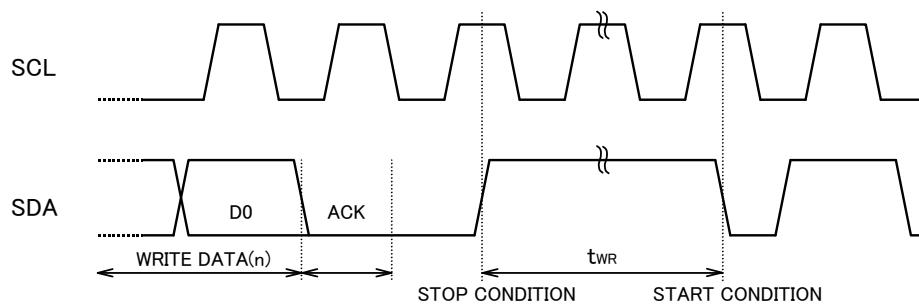 SCL
SDA
D0
ACK
WRITE DATA(n)
tWR
STOP CONDITION
START CONDITION